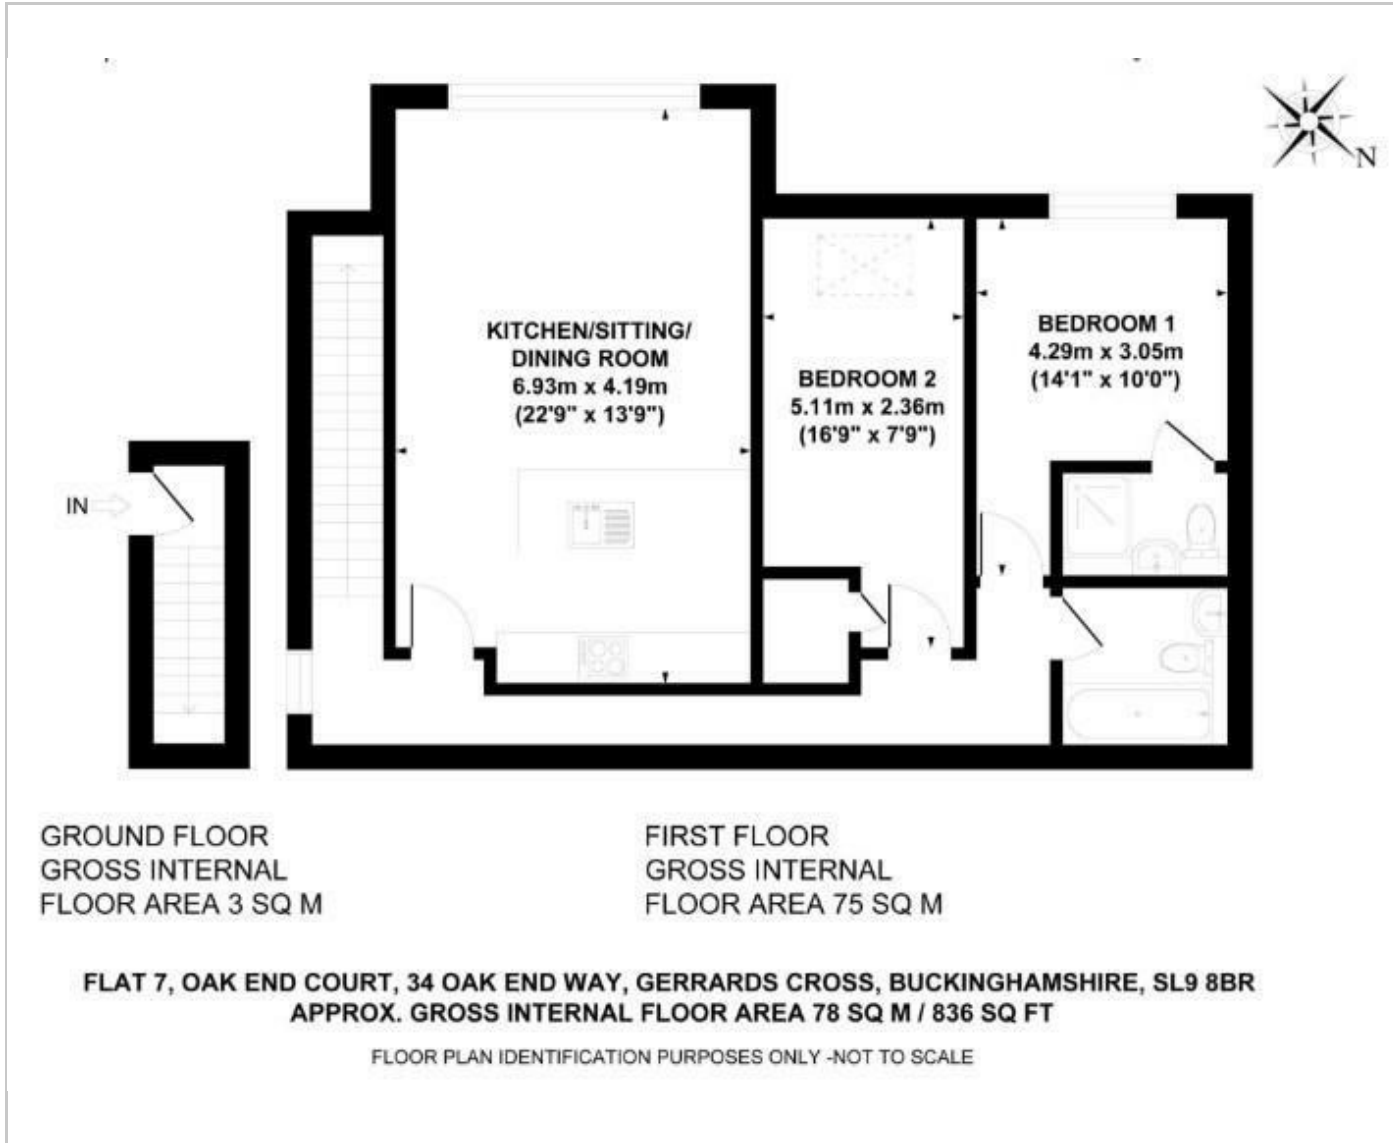 N
KITCHEN/SITTING/
DINING ROOM
6.93m x 4.19m
(22'9" x 13'9")
BEDROOM 2
5.11m x 2.36m
(16'9" x 7'9")
BEDROOM 1
4.29m x 3.05m
(14'1" x 10'0")
IN
GROUND FLOOR
GROSS INTERNAL
FLOOR AREA 3 SQ M
FIRST FLOOR
GROSS INTERNAL
FLOOR AREA 75 SQ M
FLAT 7, OAK END COURT, 34 OAK END WAY, GERRARDS CROSS, BUCKINGHAMSHIRE, SL9 8BR
APPROX. GROSS INTERNAL FLOOR AREA 78 SQ M / 836 SQ FT
FLOOR PLAN IDENTIFICATION PURPOSES ONLY -NOT TO SCALE